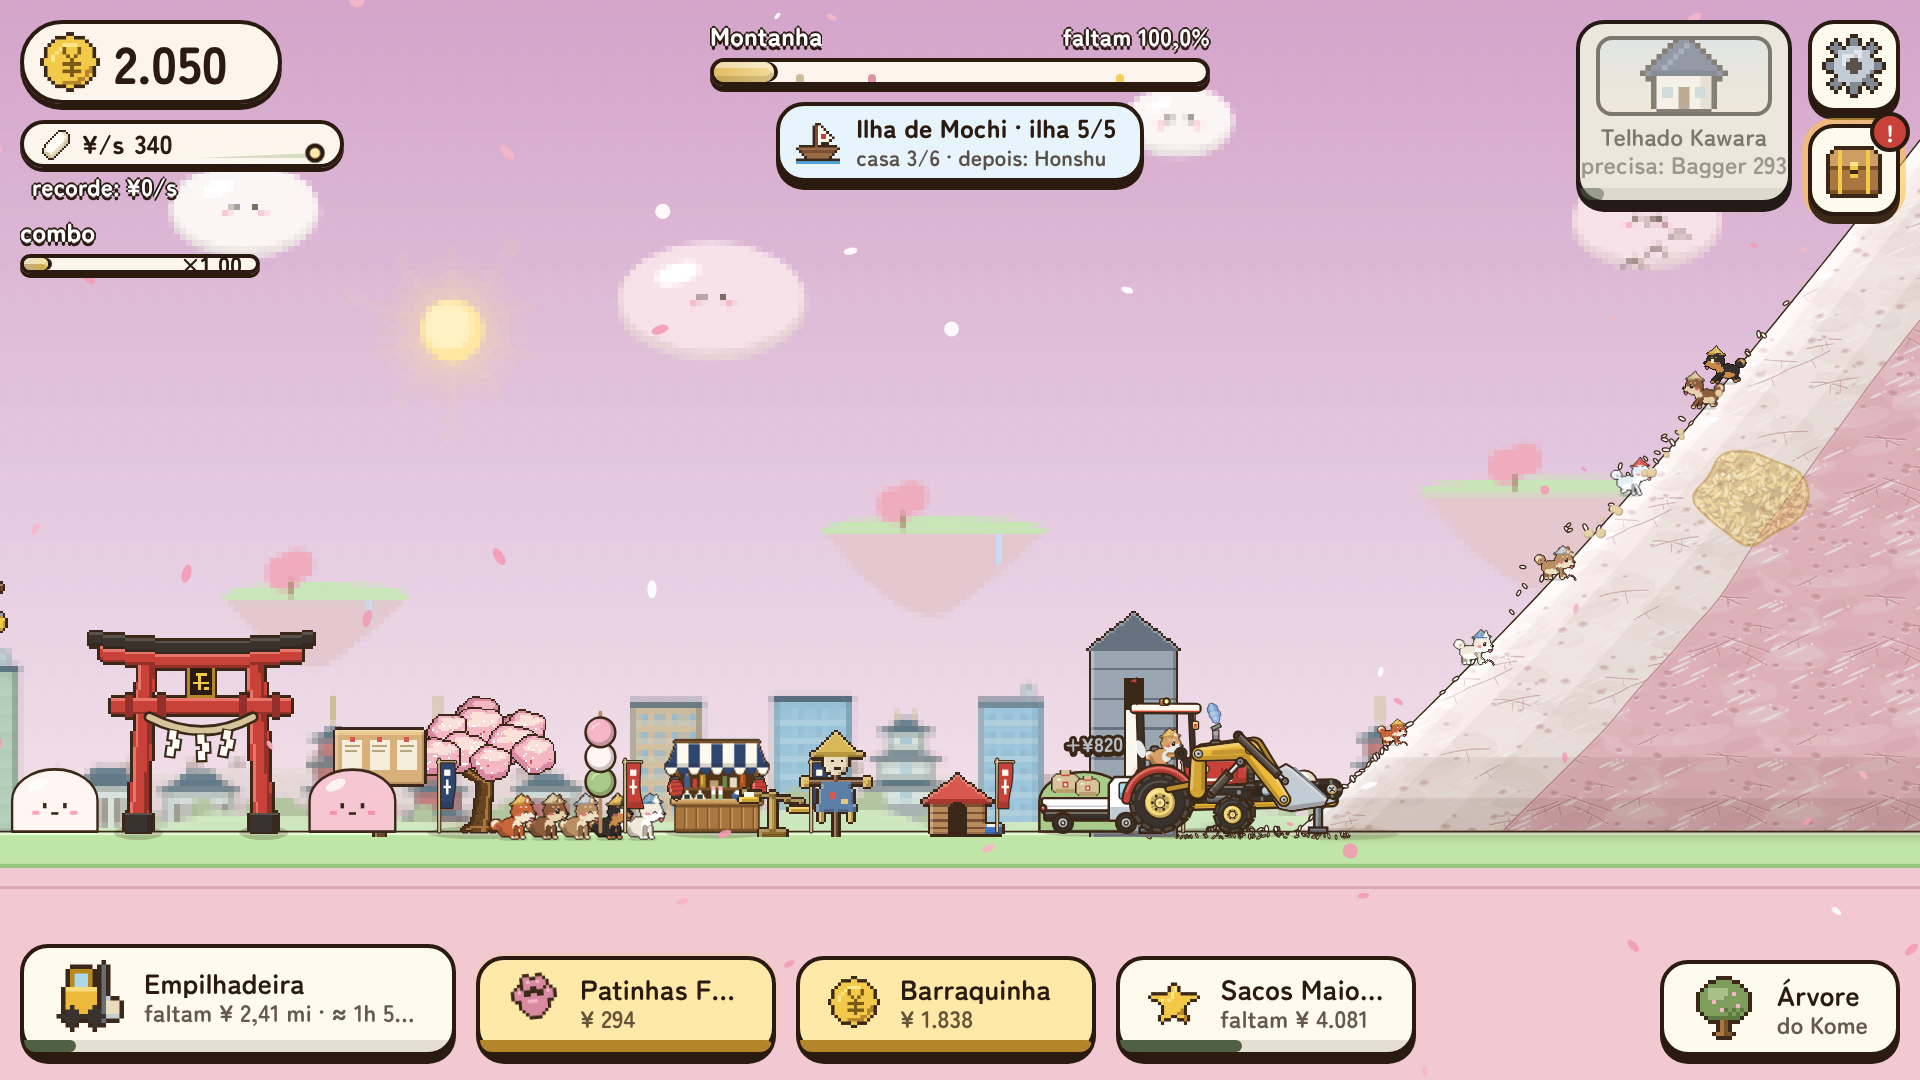 2.050
¥/s 340
recorde: ¥0/s
combo
×1,00
Montanha
faltam 100,0%
Ilha de Mochi · ilha 5/5
casa 3/6 · depois: Honshu
Telhado Kawara
precisa: Bagger 293
!
+¥820
Empilhadeira
faltam ¥ 2,41 mi · ≈ 1h 5...
Patinhas F...
¥ 294
Barraquinha
¥ 1.838
Sacos Maio...
faltam ¥ 4.081
Árvore
do Kome